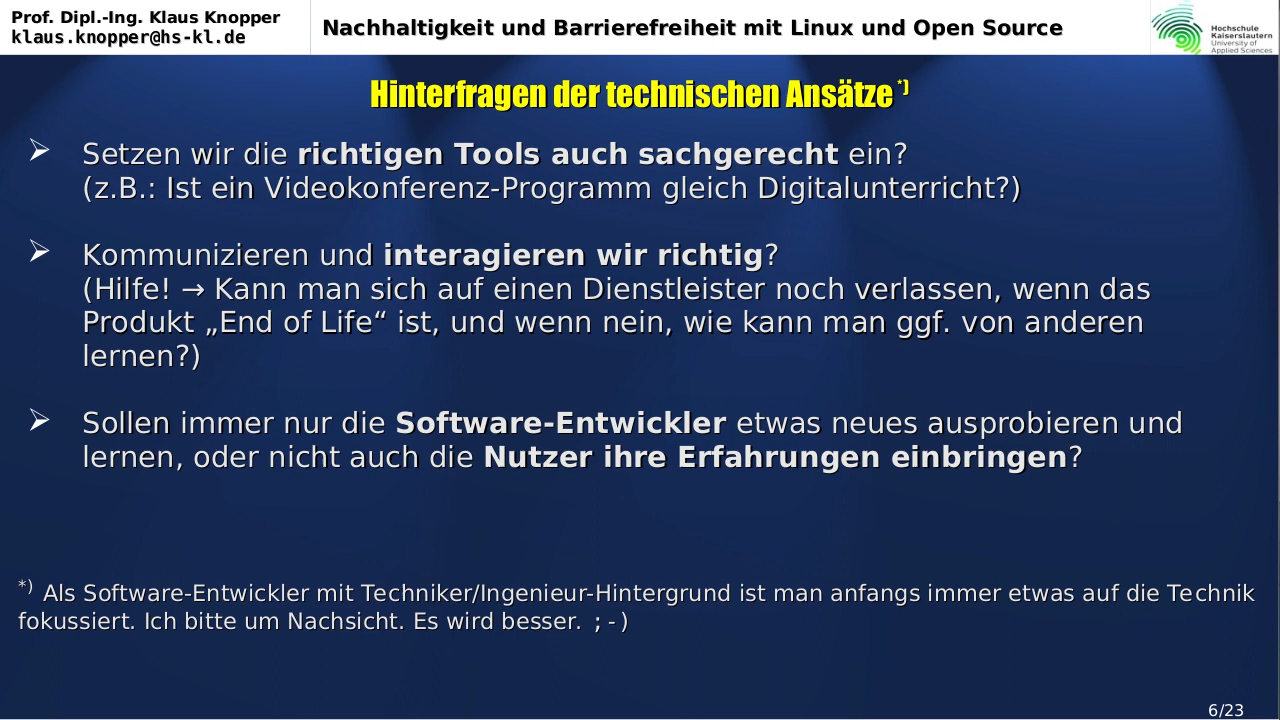 Prof. Dipl.-Ing. Klaus Knopper
klaus.knopper@hs-kl.de
Nachhaltigkeit und Barrierefreiheit mit Linux und Open Source
Hochschule
Kaiserslautern
University of
Applied Sciences
Hinterfragen der technischen Ansätze *)
Setzen wir die richtigen Tools auch sachgerecht ein?
(z.B.: Ist ein Videokonferenz-Programm gleich Digitalunterricht?)
Kommunizieren und interagieren wir richtig?
(Hilfe! → Kann man sich auf einen Dienstleister noch verlassen, wenn das
Produkt „End of Life“ ist, und wenn nein, wie kann man ggf. von anderen
lernen?)
Sollen immer nur die Software-Entwickler etwas neues ausprobieren und
lernen, oder nicht auch die Nutzer ihre Erfahrungen einbringen?
*) Als Software-Entwickler mit Techniker/Ingenieur-Hintergrund ist man anfangs immer etwas auf die Technik
fokussiert. Ich bitte um Nachsicht. Es wird besser. ;-)
6/23